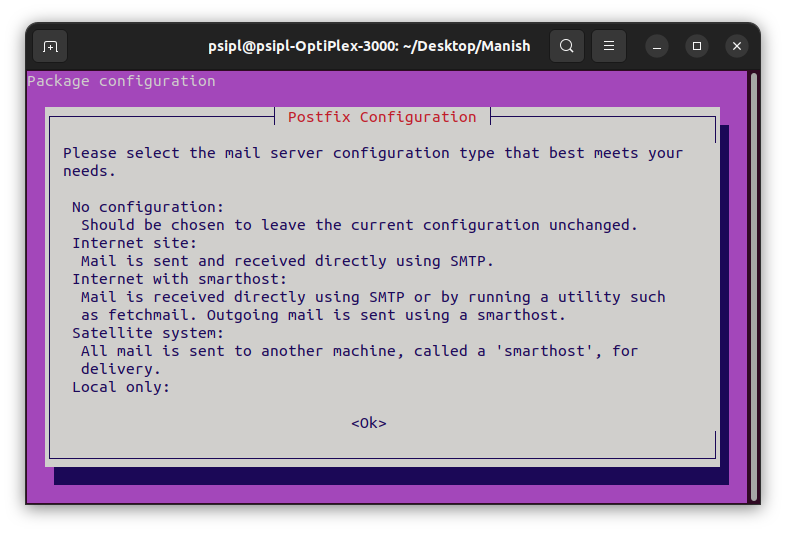 psipl@psipl-OptiPlex-3000: ~/Desktop/Manish
Package configuration
Postfix Configuration
Please select the mail server configuration type that best meets your
needs.
No configuration:
Should be chosen to leave the current configuration unchanged.
Internet site:
Mail is sent and received directly using SMTP.
Internet with smarthost:
Mail is received directly using SMTP or by running a utility such
as fetchmail. Outgoing mail is sent using a smarthost.
Satellite system:
All mail is sent to another machine, called a 'smarthost', for
delivery.
Local only:
<Ok>